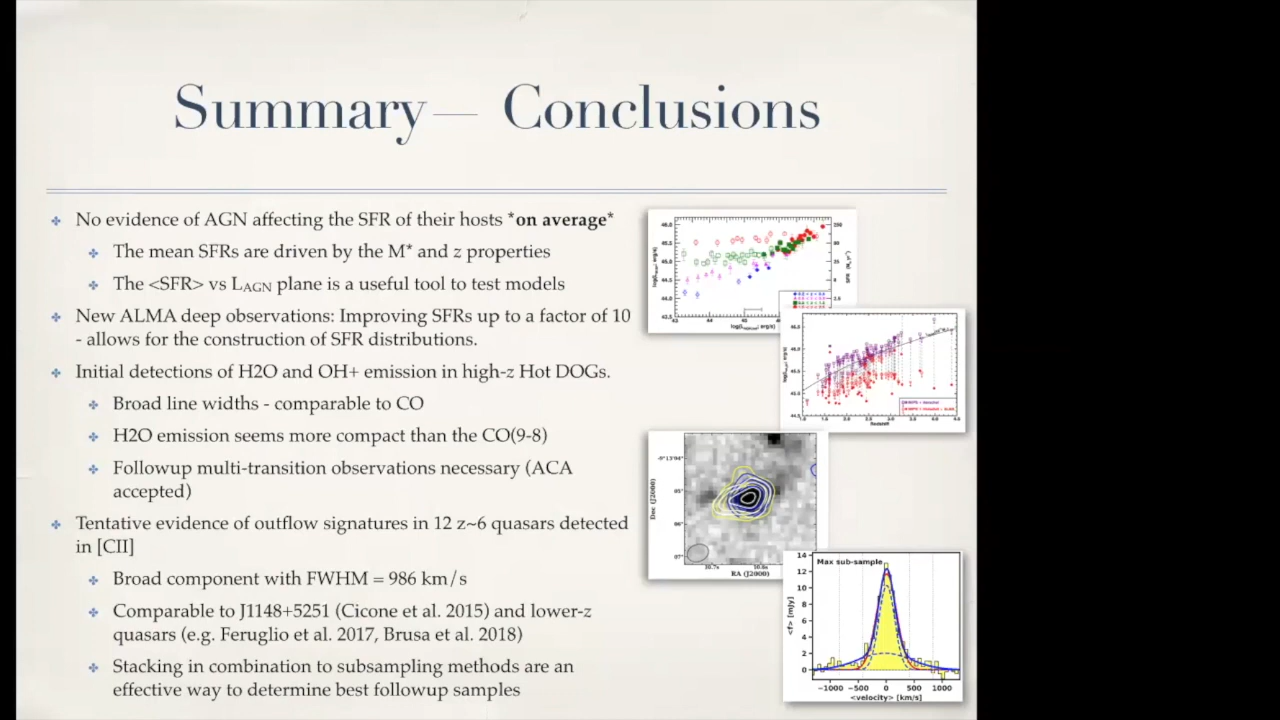 Summary— Conclusions
No evidence of AGN affecting the SFR of their hosts *on average*
The mean SFRs are driven by the M* and z properties
The <SFR> vs LAGN plane is a useful tool to test models
New ALMA deep observations: Improving SFRs up to a factor of 10
- allows for the construction of SFR distributions.
Initial detections of H2O and OH+ emission in high-z Hot DOGs.
Broad line widths - comparable to CO
H2O emission seems more compact than the CO(9-8)
Followup multi-transition observations necessary (ACA
accepted)
Tentative evidence of outflow signatures in 12 z~6 quasars detected
in [CII]
Broad component with FWHM = 986 km/s
Comparable to J1148+5251 (Cicone et al. 2015) and lower-z
quasars (e.g. Feruglio et al. 2017, Brusa et al. 2018)
Stacking in combination to subsampling methods are an
effective way to determine best followup samples
Redshift
Dec (J2000)
RA (J2000)
Max sub-sample
<f> [mJy]
14
12
10
8
6
4
2
0
−1000 −500 0 500 1000
<velocity> [km/s]